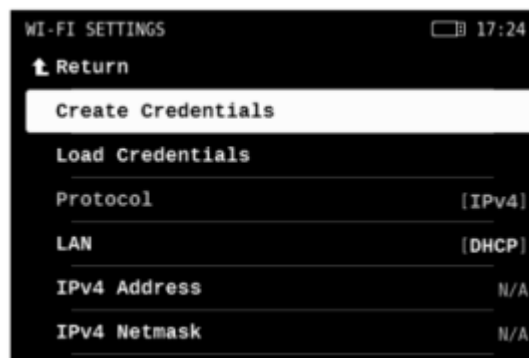 WI-FI SETTINGS 17:24
Return
Create Credentials
Load Credentials
Protocol [IPv4]
LAN [DHCP]
IPv4 Address N/A
IPv4 Netmask N/A